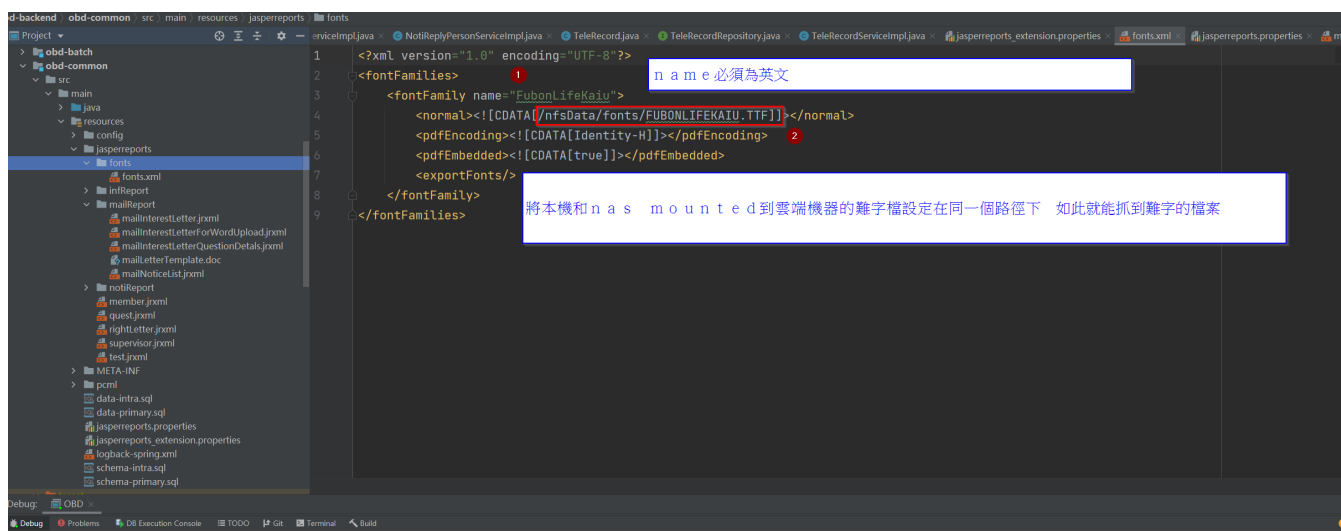 d-backend › obd-common › src › main › resources › jasperreports › fonts
Project
erviceImpl.java
NotiReplyPersonServiceImpl.java
TeleRecord.java
TeleRecordRepository.java
TeleRecordServiceImpl.java
jasperreports_extension.properties
fonts.xml
jasperreports.properties
m
obd-batch
obd-common
src
main
java
resources
config
jasperreports
fonts
fonts.xml
infReport
mailReport
mailInterestLetter.jrxml
mailInterestLetterForWordUpload.jrxml
mailInterestLetterQuestionDetals.jrxml
mailLetterTemplate.doc
mailNoticeList.jrxml
notiReport
member.jrxml
quest.jrxml
rightLetter.jrxml
supervisor.jrxml
test.jrxml
META-INF
pcml
data-intra.sql
data-primary.sql
jasperreports.properties
jasperreports_extension.properties
logback-spring.xml
schema-intra.sql
schema-primary.sql
1 <?xml version="1.0" encoding="UTF-8"?>
2 <fontFamilies>
1
name必須為英文
3 <fontFamily name="FubonLifeKaiu">
4 <normal><![CDATA[/nfsData/fonts/FUBONLIFEKAIU.TTF]]></normal>
5 <pdfEncoding><![CDATA[Identity-H]]></pdfEncoding>
2
6 <pdfEmbedded><![CDATA[true]]></pdfEmbedded>
7 <exportFonts/>
8 </fontFamily>
9 </fontFamilies>
將本機和nas mounted到雲端機器的難字檔設定在同一個路徑下 如此就能抓到難字的檔案
Debug: OBD
Debug Problems DB Execution Console TODO Git Terminal Build